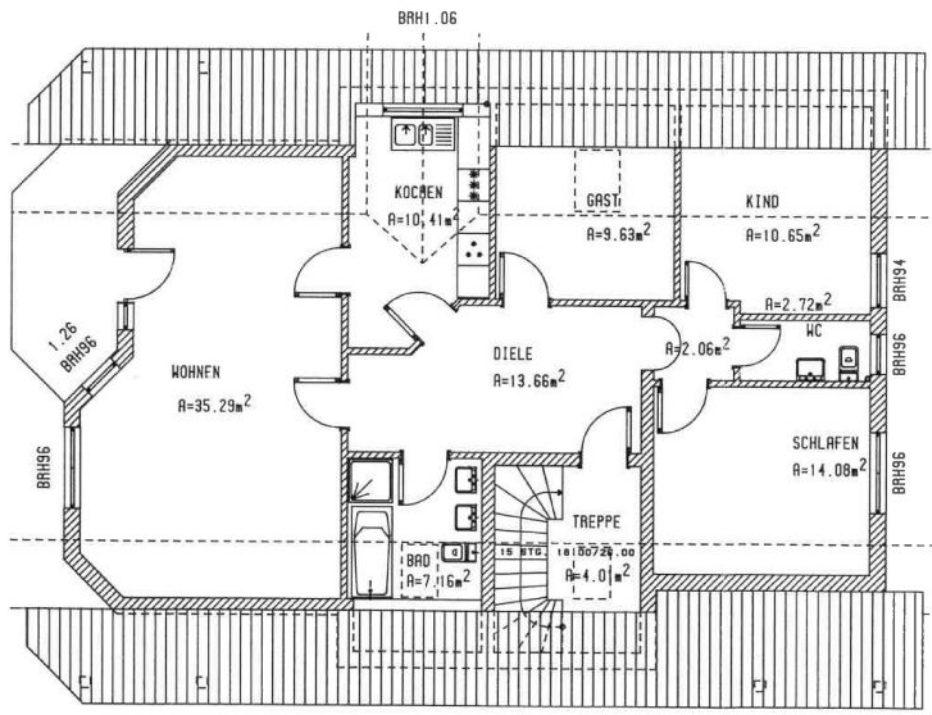 BRH1.06
KOCHEN
A=10.41m²
GAST
A=9.63m²
KIND
A=10.65m²
BRH94
A=2.72m²
WC
BRH96
1.26
BRH96
WOHNEN
A=35.29m²
DIELE
A=13.66m²
A=2.06m²
SCHLAFEN
A=14.08m²
BRH96
BRH96
TREPPE
15 STG.
A=4.01m²
BAD
A=7.16m²